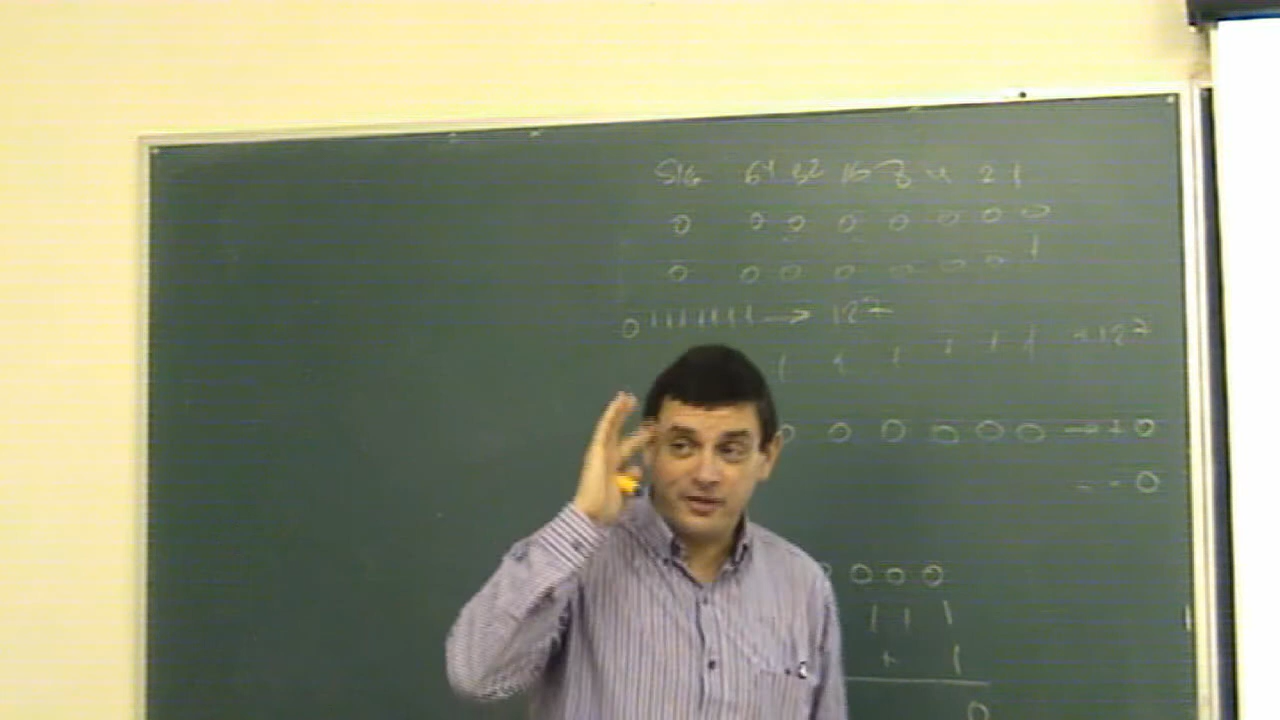 SIG 64 32 16 8 4 2 1
0 0 0 0 0 0 0 0
0 0 0 0 0 0 0 1
0 1 1 1 1 1 1 1 → 127
1 1 1 1 1 1 -127
0 0 0 0 0 0 → +0
- 0
0 0 0 0
1 1 1
+ 1
0